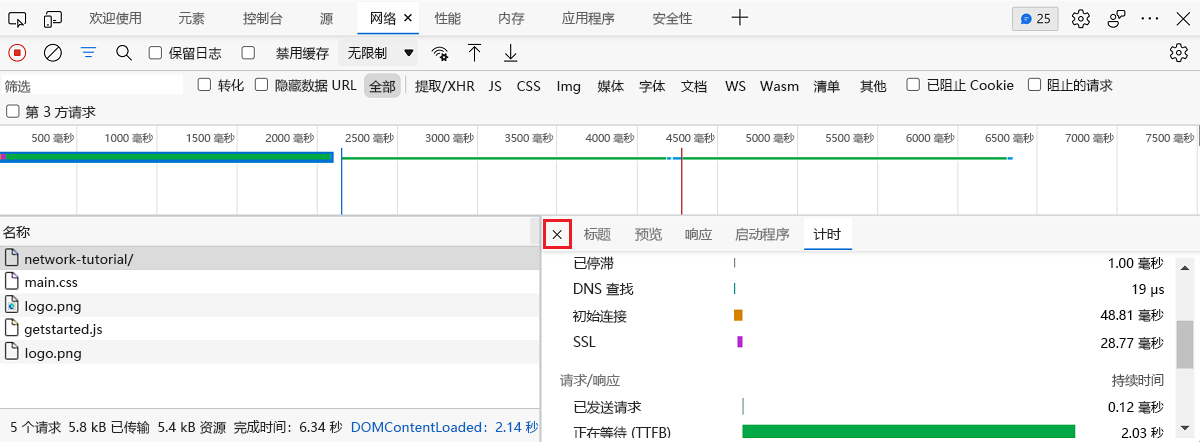 欢迎使用 元素 控制台 源 网络 性能 内存 应用程序 安全性 25
保留日志 禁用缓存 无限制
筛选 转化 隐藏数据 URL 全部 提取/XHR JS CSS Img 媒体 字体 文档 WS Wasm 清单 其他 已阻止 Cookie 阻止的请求
第 3 方请求
500 毫秒 1000 毫秒 1500 毫秒 2000 毫秒 2500 毫秒 3000 毫秒 3500 毫秒 4000 毫秒 4500 毫秒 5000 毫秒 5500 毫秒 6000 毫秒 6500 毫秒 7000 毫秒 7500 毫秒
名称
network-tutorial/
main.css
logo.png
getstarted.js
logo.png
5 个请求 5.8 kB 已传输 5.4 kB 资源 完成时间：6.34 秒 DOMContentLoaded：2.14 秒
标题 预览 响应 启动程序 计时
已停滞 1.00 毫秒
DNS 查找 19 µs
初始连接 48.81 毫秒
SSL 28.77 毫秒
请求/响应 持续时间
已发送请求 0.12 毫秒
正在等待 (TTFB) 2.03 秒